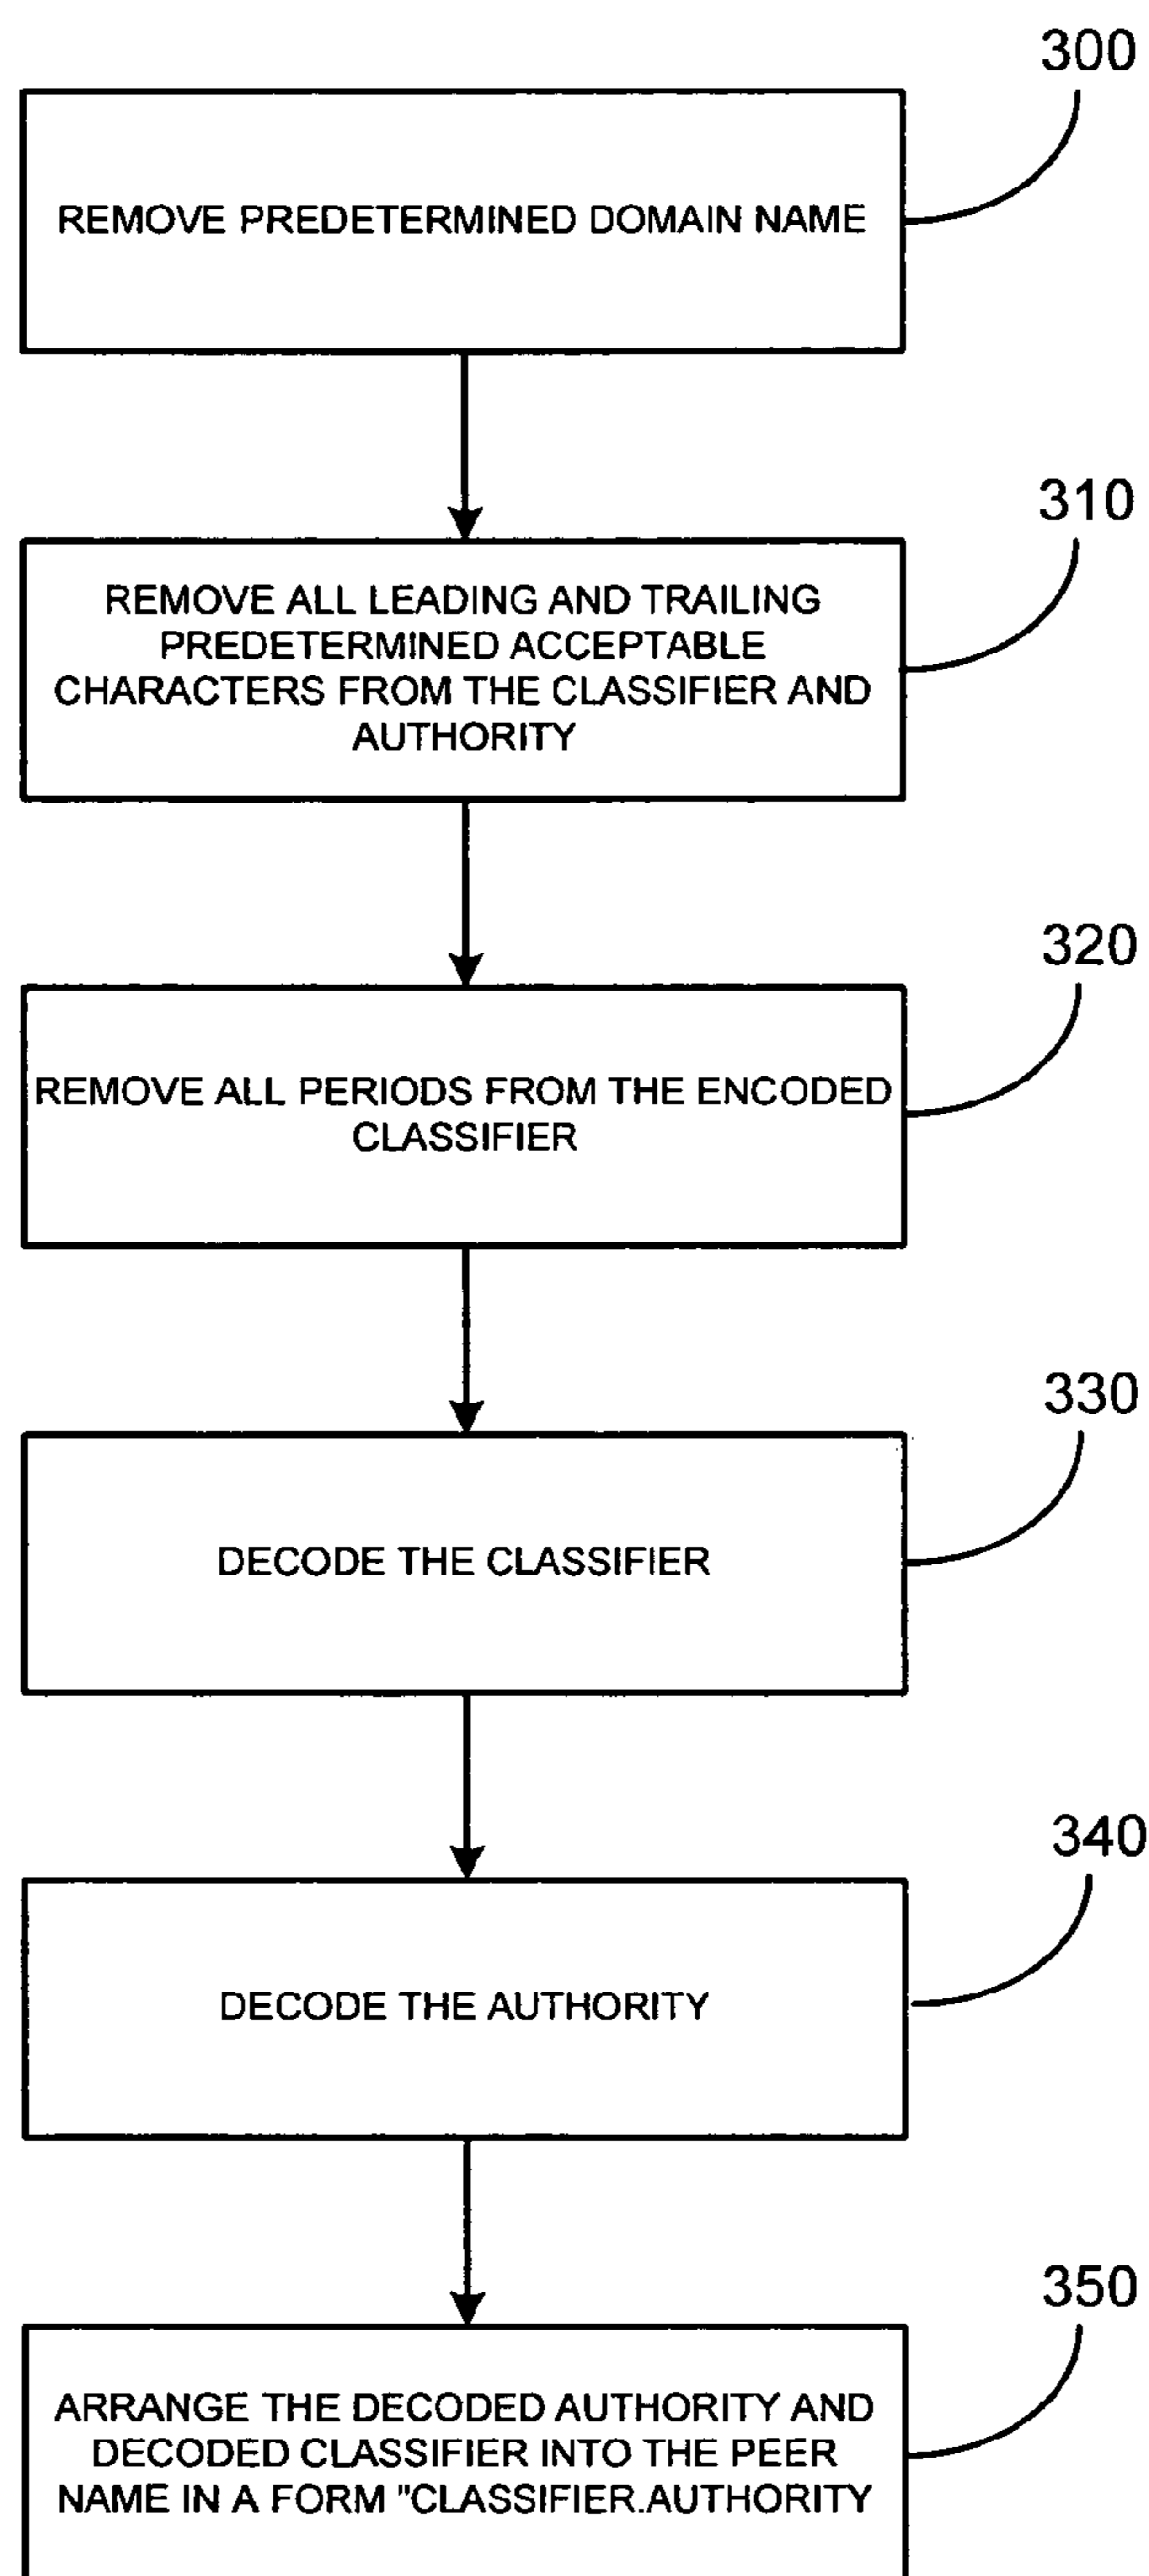 300
REMOVE PREDETERMINED DOMAIN NAME
310
REMOVE ALL LEADING AND TRAILING
PREDETERMINED ACCEPTABLE
CHARACTERS FROM THE CLASSIFIER AND
AUTHORITY
320
REMOVE ALL PERIODS FROM THE ENCODED
CLASSIFIER
330
DECODE THE CLASSIFIER
340
DECODE THE AUTHORITY
350
ARRANGE THE DECODED AUTHORITY AND
DECODED CLASSIFIER INTO THE PEER
NAME IN A FORM "CLASSIFIER.AUTHORITY